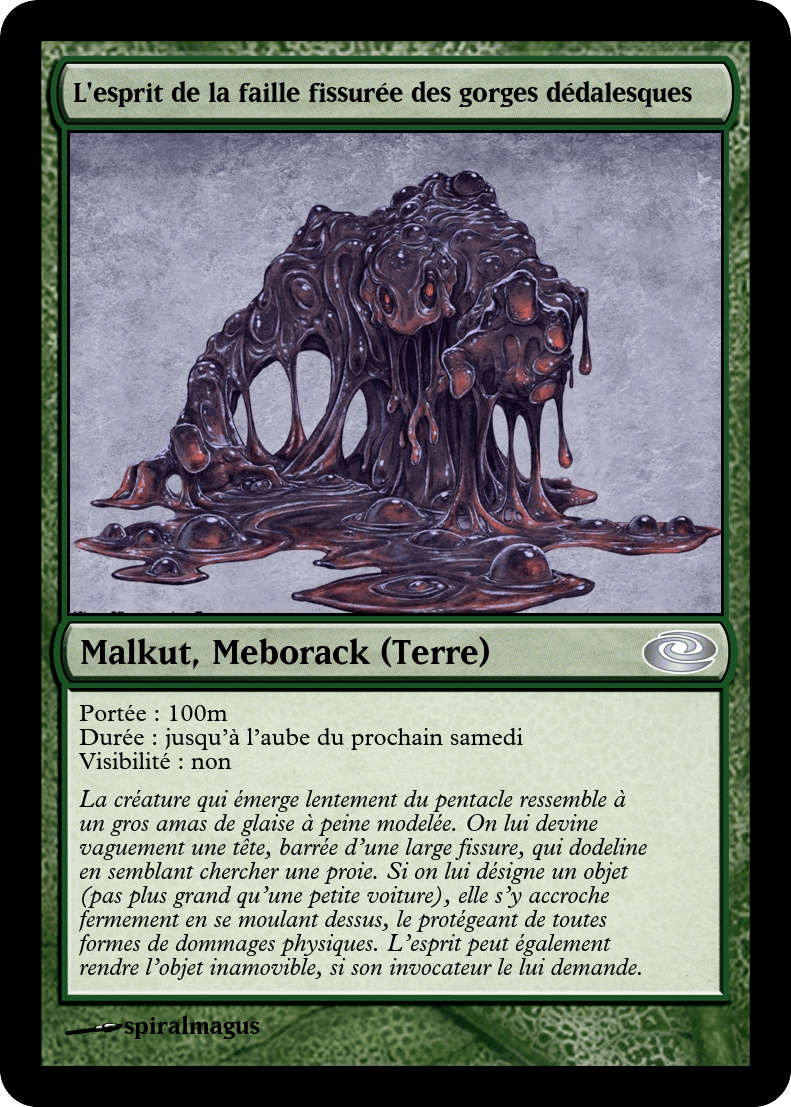 L'esprit de la faille fissurée des gorges dédalesques
Malkut, Meborack (Terre)
Portée : 100m
Durée : jusqu'à l'aube du prochain samedi
Visibilité : non
La créature qui émerge lentement du pentacle ressemble à
un gros amas de glaise à peine modelée. On lui devine
vaguement une tête, barrée d'une large fissure, qui dodeline
en semblant chercher une proie. Si on lui désigne un objet
(pas plus grand qu'une petite voiture), elle s'y accroche
fermement en se moulant dessus, le protégeant de toutes
formes de dommages physiques. L'esprit peut également
rendre l'objet inamovible, si son invocateur le lui demande.
spiralmagus